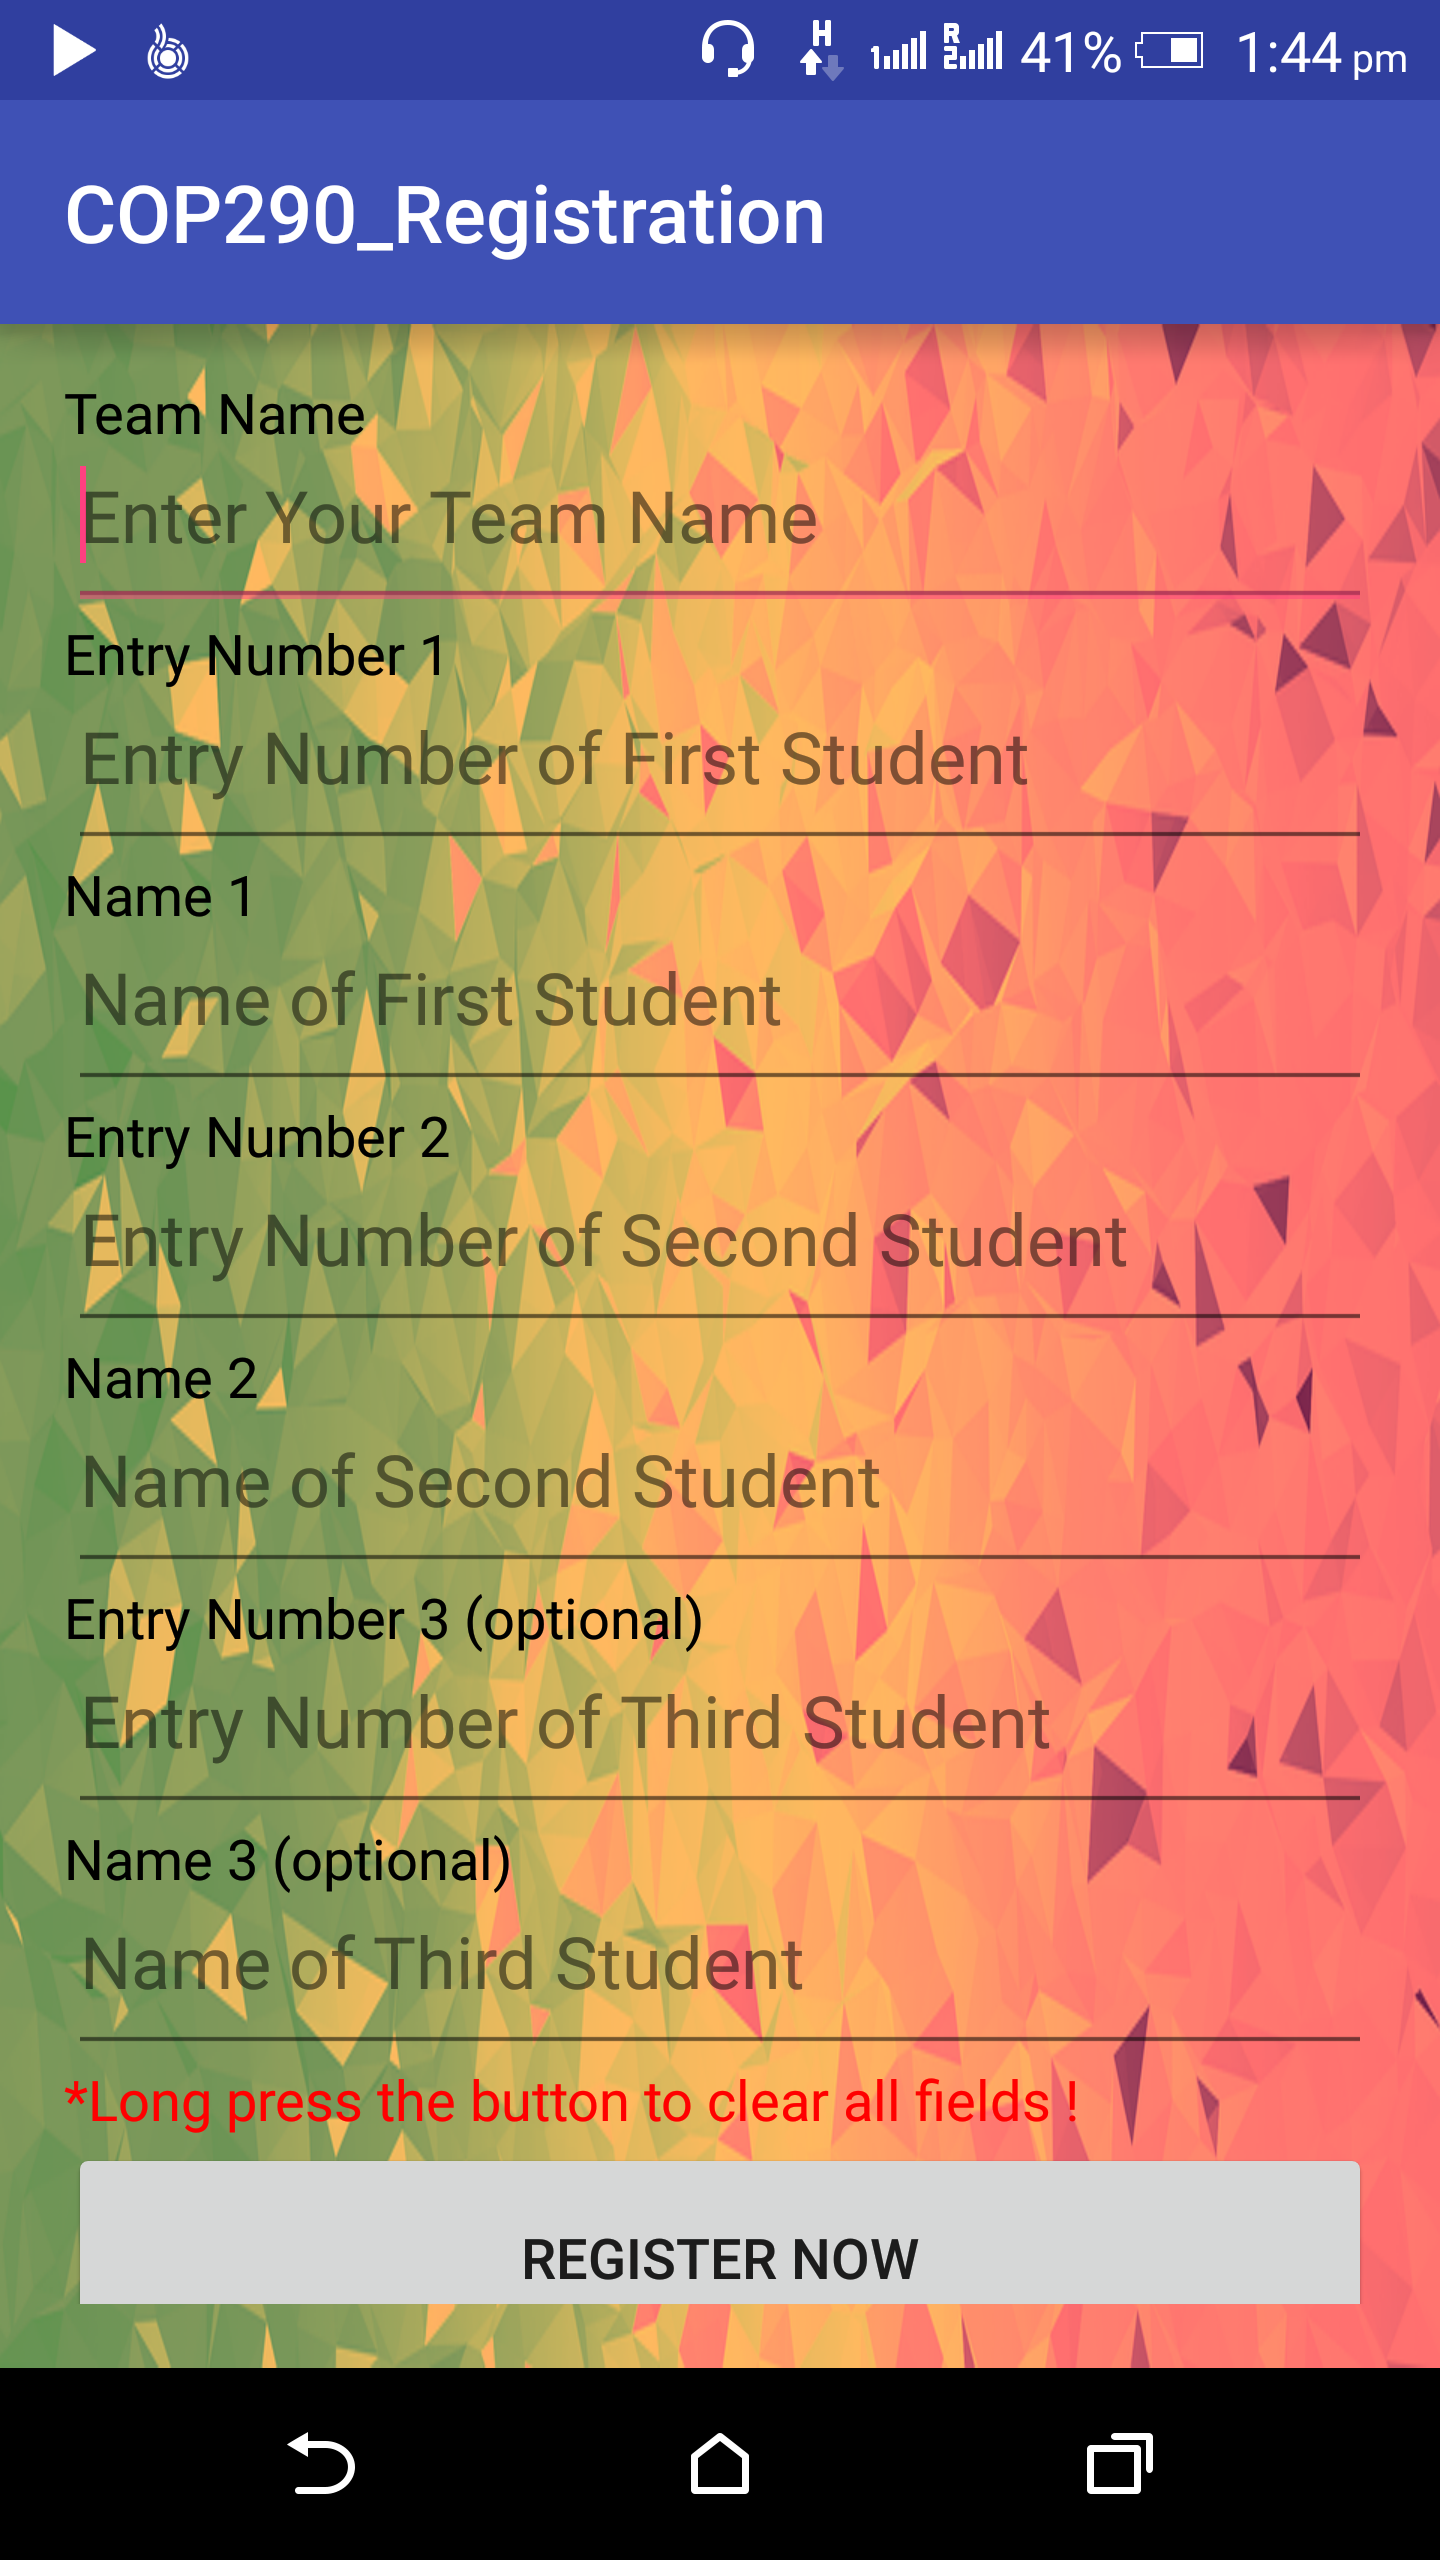 H 1 R 2 41% 1:44 pm
COP290_Registration
Team Name
Enter Your Team Name
Entry Number 1
Entry Number of First Student
Name 1
Name of First Student
Entry Number 2
Entry Number of Second Student
Name 2
Name of Second Student
Entry Number 3 (optional)
Entry Number of Third Student
Name 3 (optional)
Name of Third Student
*Long press the button to clear all fields !
REGISTER NOW